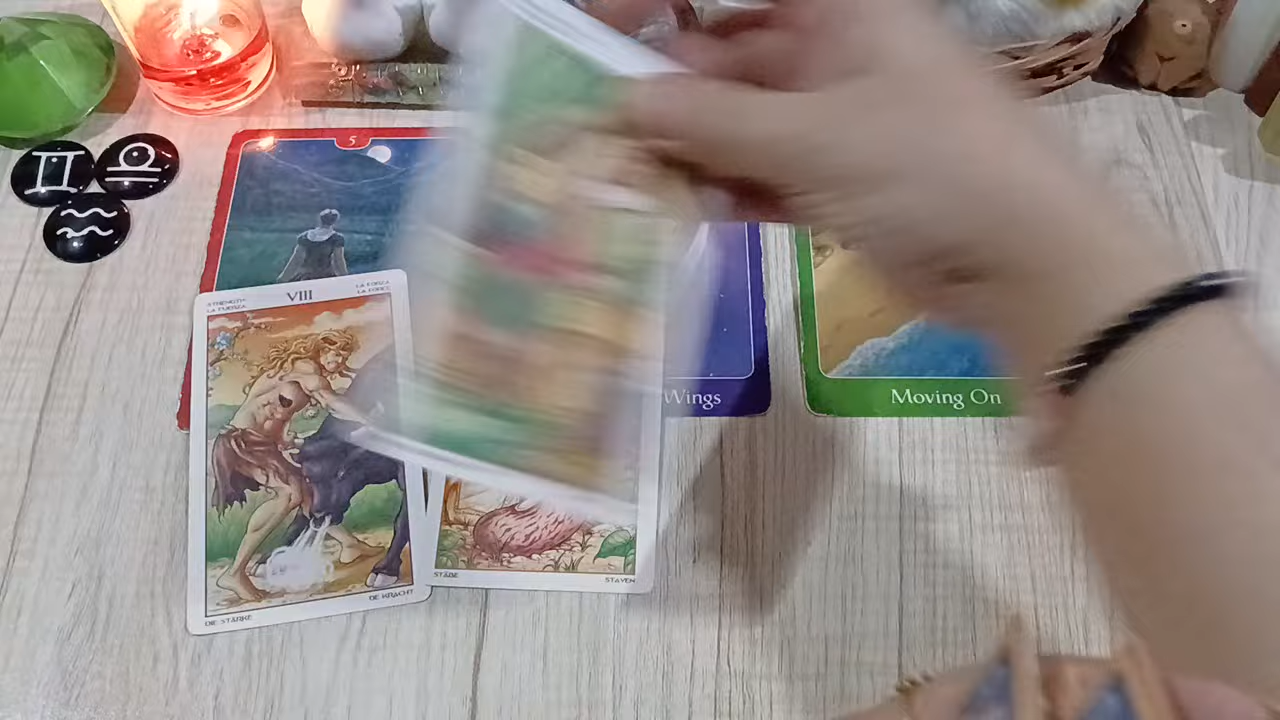 5
STRENGTH
LA FUERZA
VIII
LA FORZA
LA FORCE
Wings
Moving On
STÄBE
STAVEN
DIE STÄRKE
DE KRACHT